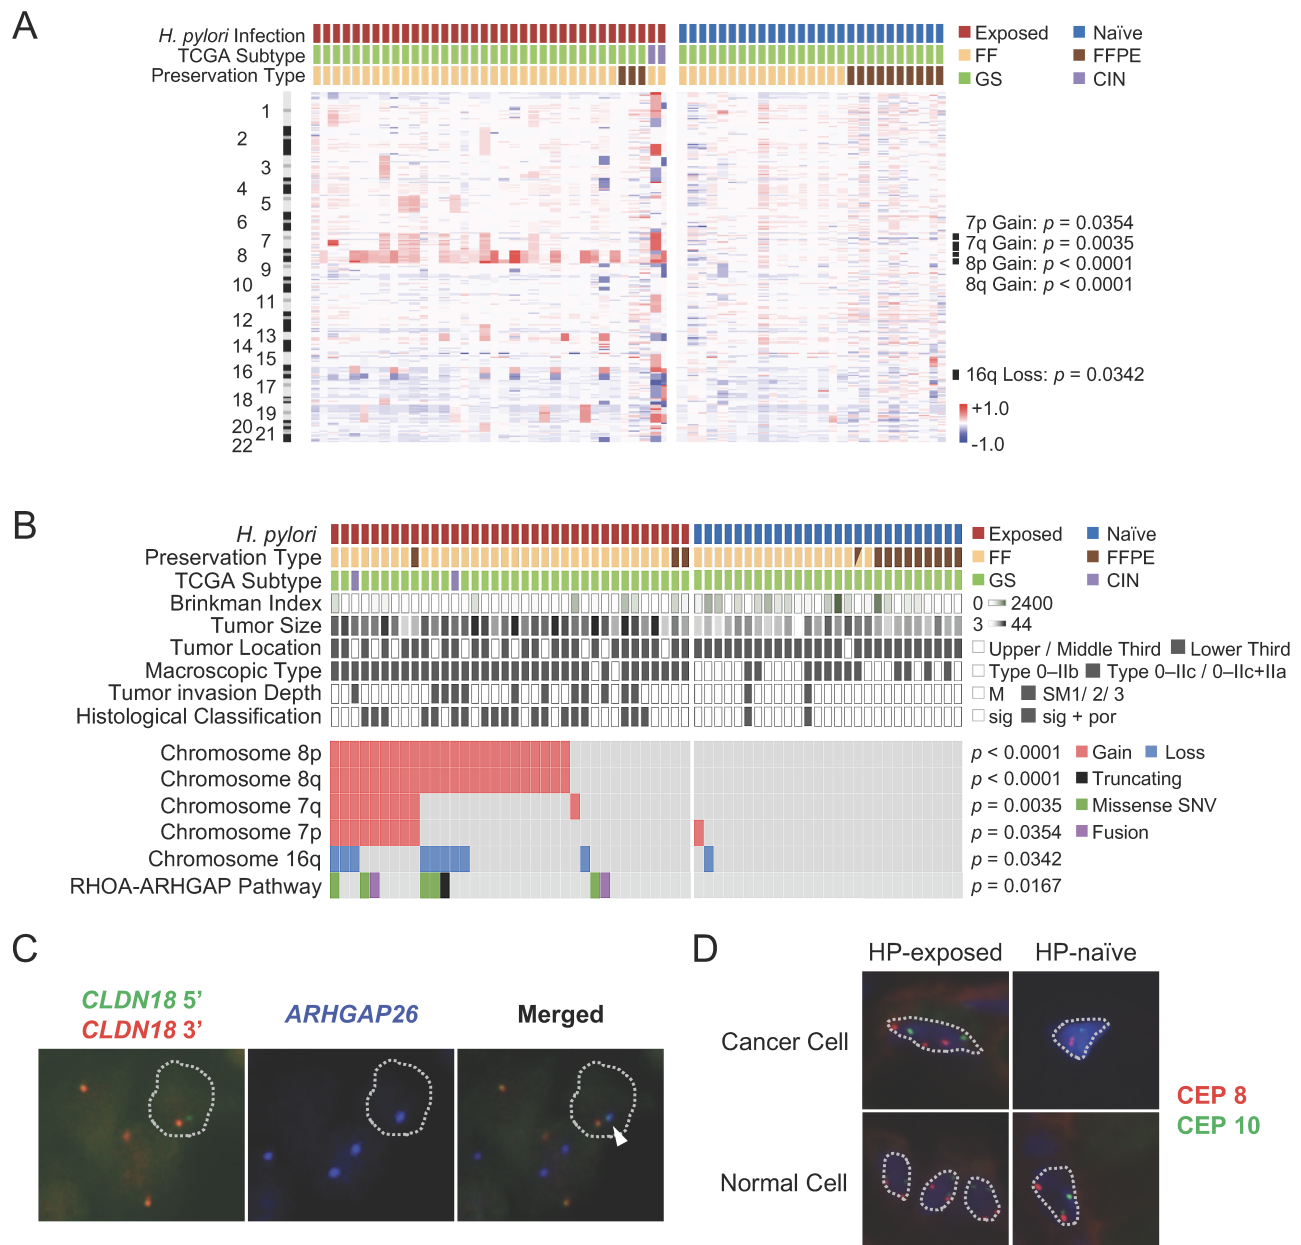 A
H. pylori Infection
TCGA Subtype
Preservation Type
Exposed Naïve
FF FFPE
GS CIN
1
2
3
4
5
6
7
8
9
10
11
12
13
14
15
16
17
18
19
20
21
22
7p Gain: p = 0.0354
7q Gain: p = 0.0035
8p Gain: p < 0.0001
8q Gain: p < 0.0001
16q Loss: p = 0.0342
+1.0
-1.0
B
H. pylori
Preservation Type
TCGA Subtype
Brinkman Index
Tumor Size
Tumor Location
Macroscopic Type
Tumor invasion Depth
Histological Classification
Exposed Naïve
FF FFPE
GS CIN
0 2400
3 44
Upper / Middle Third Lower Third
Type 0–IIb Type 0–IIc / 0–IIc+IIa
M SM1/ 2/ 3
sig sig + por
Chromosome 8p p < 0.0001 Gain Loss
Chromosome 8q p < 0.0001 Truncating
Chromosome 7q p = 0.0035 Missense SNV
Chromosome 7p p = 0.0354 Fusion
Chromosome 16q p = 0.0342
RHOA-ARHGAP Pathway p = 0.0167
C
CLDN18 5’
CLDN18 3’
ARHGAP26
Merged
D
HP-exposed HP-naïve
Cancer Cell
Normal Cell
CEP 8
CEP 10